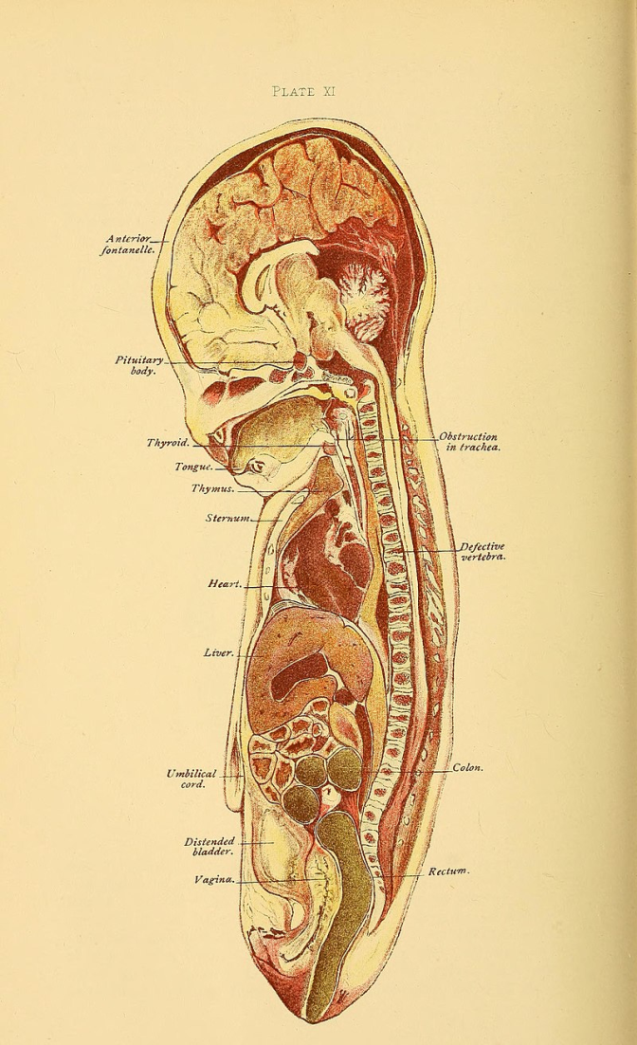 PLATE XI
Anterior
fontanelle.
Pituitary
body.
Thyroid.
Obstruction
in trachea.
Tongue.
Thymus.
Sternum.
Defective
vertebra.
Heart.
Liver.
Umbilical
cord.
Colon.
Distended
bladder.
Vagina.
Rectum.